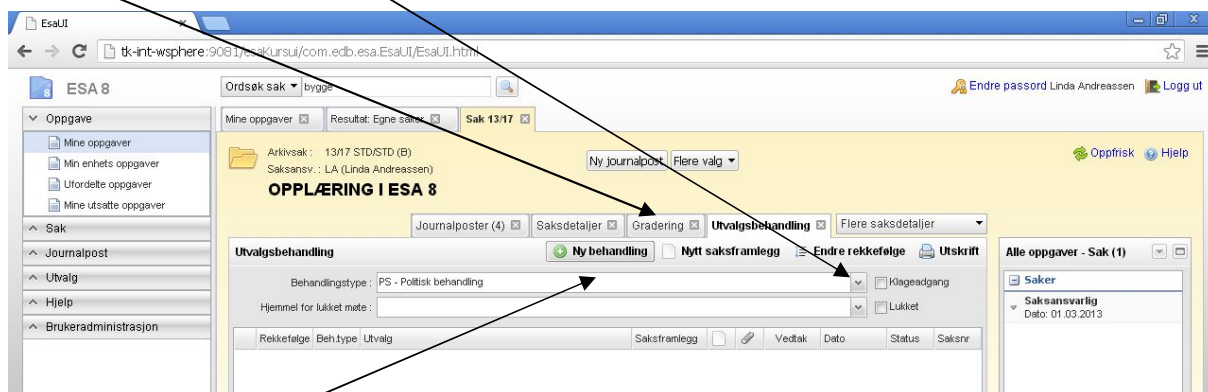 EsaUI
tk-int-wsphere:9081/esaKursui/com.edb.esa.EsaUI/EsaUI.html
ESA 8
Ordsøk sak bygge
Endre passord Linda Andreassen Logg ut
Oppgave
Mine oppgaver
Min enhets oppgaver
Ufordelte oppgaver
Mine utsatte oppgaver
Sak
Journalpost
Utvalg
Hjelp
Brukeradministrasjon
Mine oppgaver Resultat: Egne saker Sak 13/17
Arkivsak: 13/17 STD/STD (B)
Saksansv.: LA (Linda Andreassen)
OPPLÆRING I ESA 8
Ny journalpost Flere valg
Oppfrisk Hjelp
Journalposter (4) Saksdetaljer Gradering Utvalgsbehandling Flere saksdetaljer
Utvalgsbehandling Ny behandling Nytt saksframlegg Endre rekkefølge Utskrift
Behandlingstype: PS - Politisk behandling Klageadgang
Hjemmel for lukket møte: Lukket
Rekkefølge Beh.type Utvalg Saksframlegg Vedtak Dato Status Saksnr
Alle oppgaver - Sak (1)
Saker
Saksansvarlig
Dato: 01.03.2013